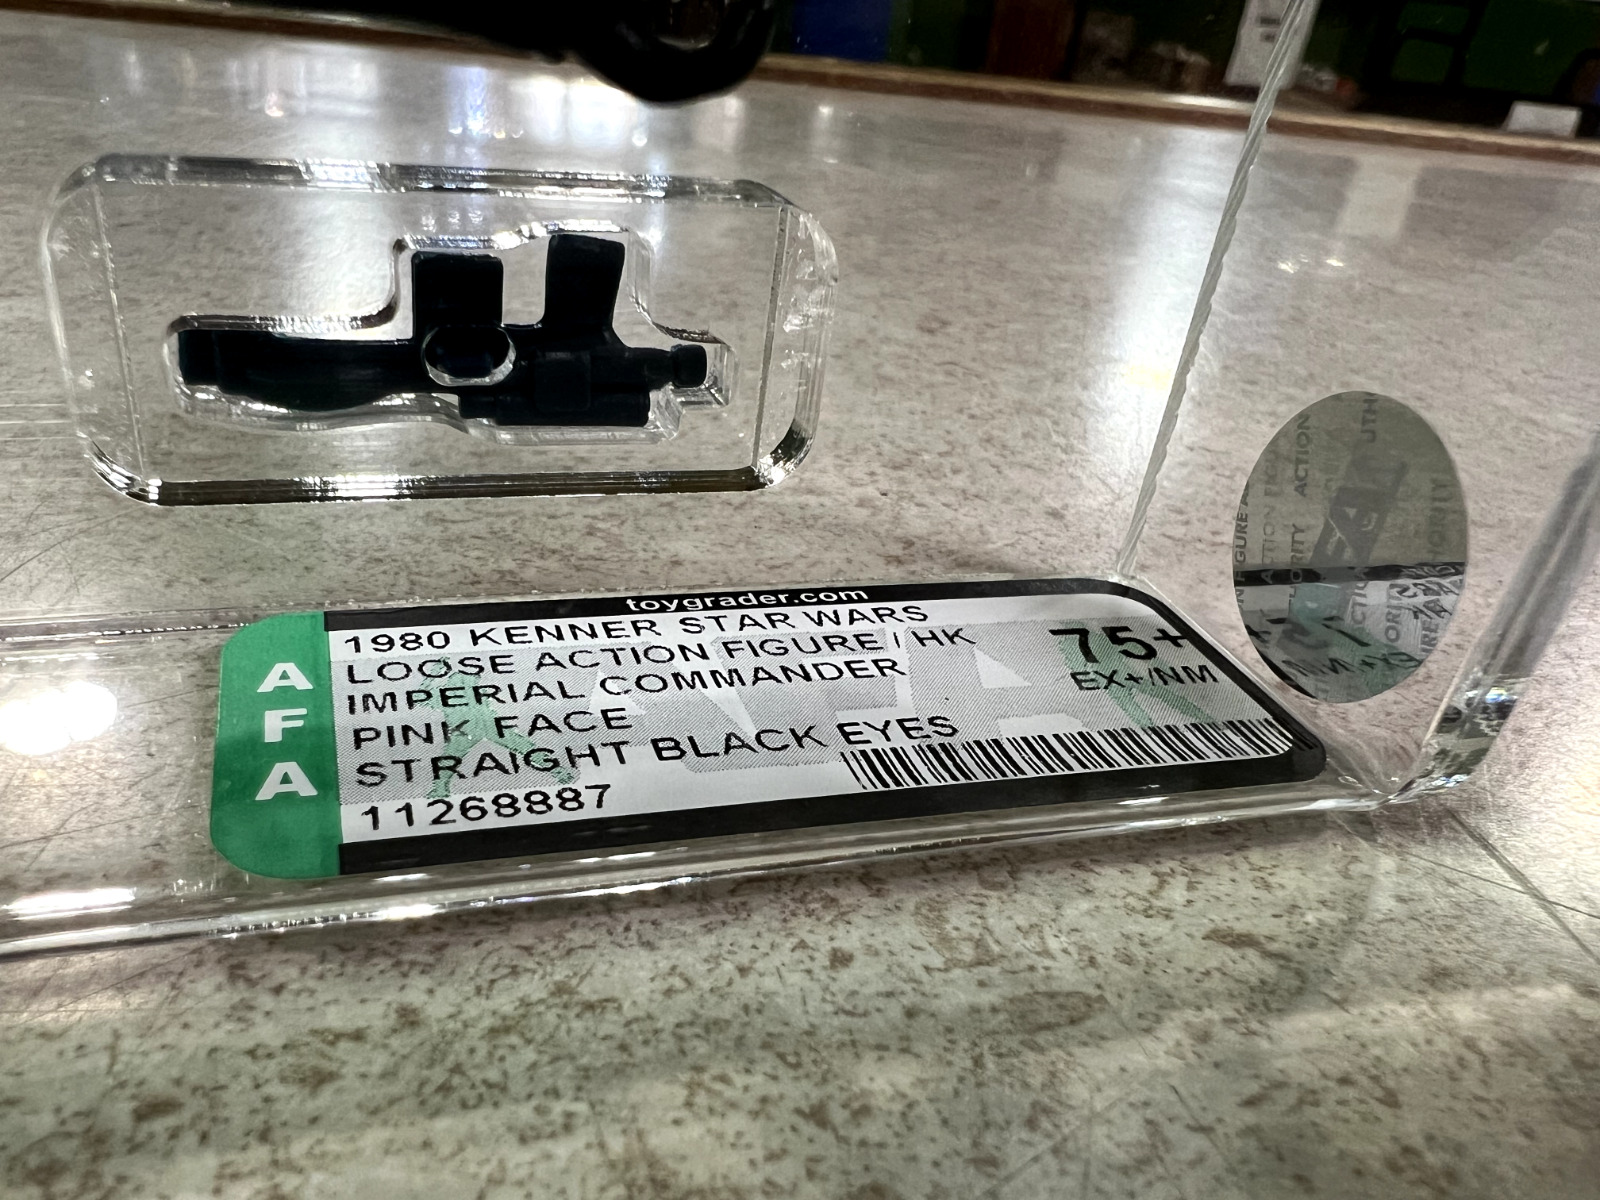 toygrader.com
AFA
1980 KENNER STAR WARS
LOOSE ACTION FIGURE / HK
IMPERIAL COMMANDER
PINK FACE
STRAIGHT BLACK EYES
11268887
75+
EX+/NM